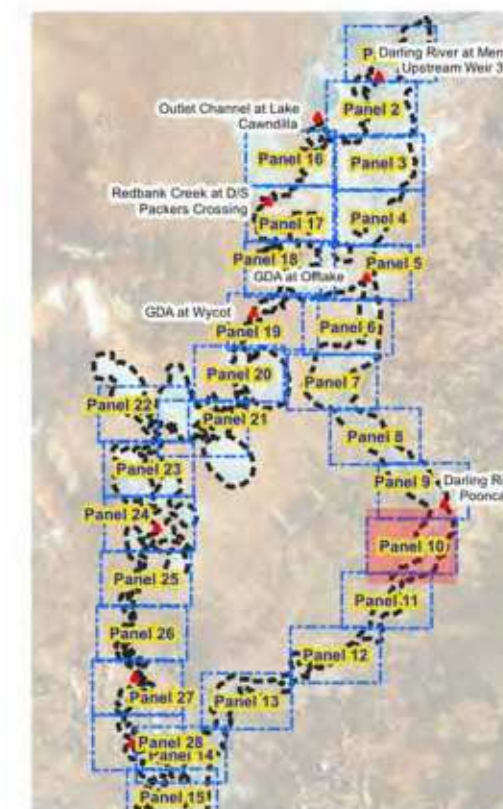 P
Darling River at Men
Upstream Weir 3
Panel 2
Outlet Channel at Lake
Cawndilla
Panel 16
Panel 3
Redbank Creek at D/S
Packers Crossing
Panel 17
Panel 4
Panel 18
Panel 5
GDA at Offtake
GDA at Wycot
Panel 19
Panel 6
Panel 20
Panel 7
Panel 22
Panel 21
Panel 8
Panel 23
Panel 9
Darling Ri
Poonca
Panel 24
Panel 10
Panel 25
Panel 11
Panel 26
Panel 12
Panel 27
Panel 13
Panel 28
Panel 14
Panel 15